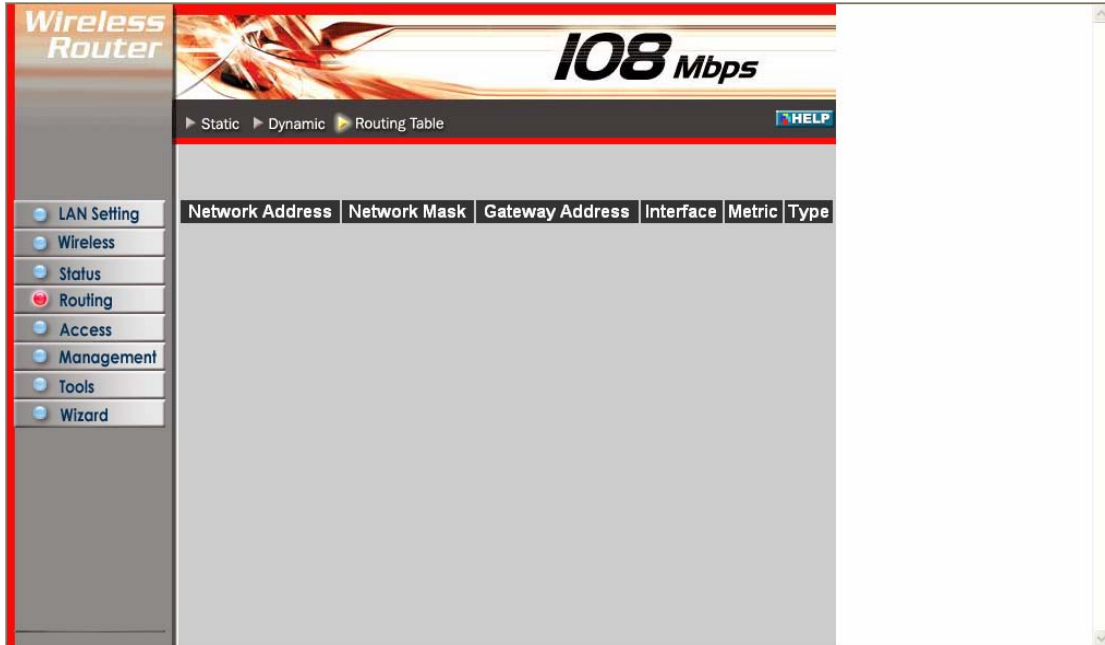 Wireless
Router
108 Mbps
Static Dynamic Routing Table
HELP
LAN Setting
Wireless
Status
Routing
Access
Management
Tools
Wizard
Network Address Network Mask Gateway Address Interface Metric Type